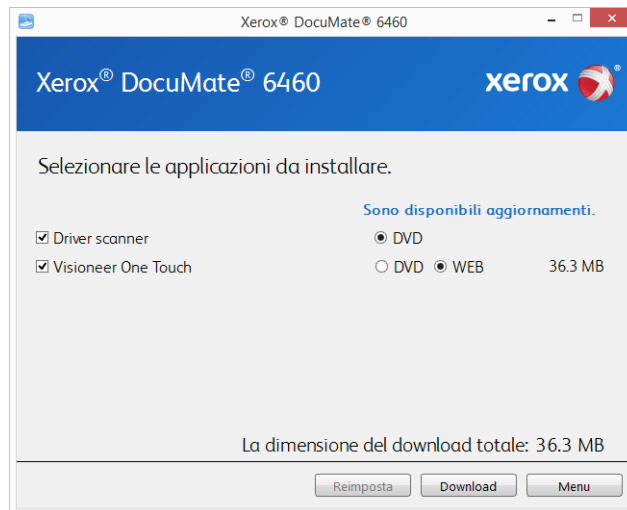 Xerox® DocuMate® 6460
Xerox® DocuMate® 6460 xerox®
Selezionare le applicazioni da installare.
Sono disponibili aggiornamenti.
Driver scanner DVD
Visioneer One Touch DVD WEB 36.3 MB
La dimensione del download totale: 36.3 MB
Reimposta Download Menu